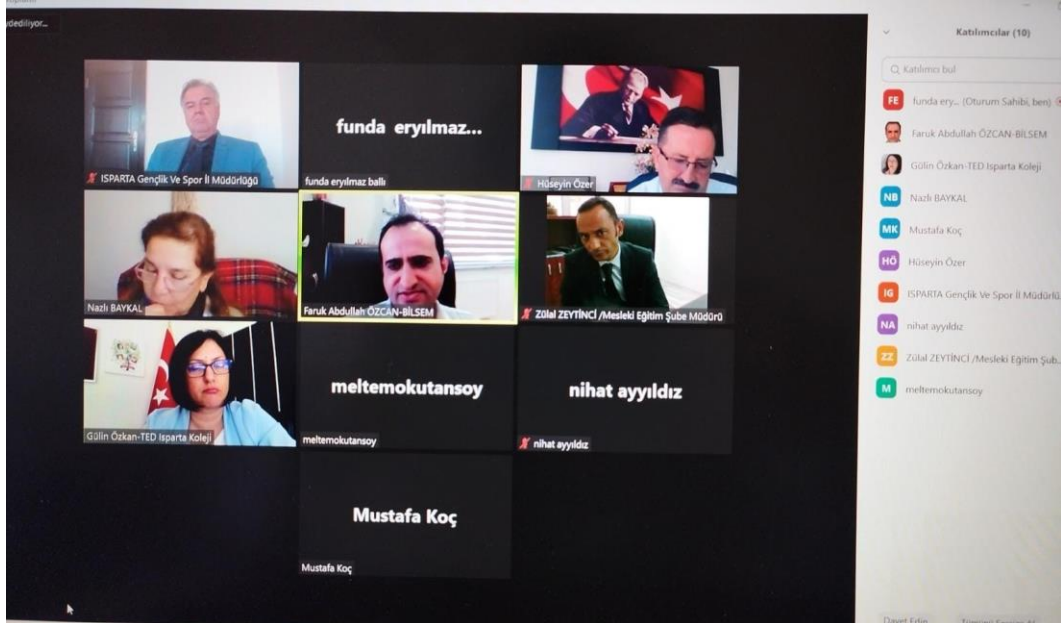 ydediliyor...
ISPARTA Gençlik Ve Spor İl Müdürlüğü
funda eryılmaz...
funda eryılmaz ballı
Hüseyin Özer
Nazlı BAYKAL
Faruk Abdullah ÖZCAN-BİLSEM
Zülal ZEYTİNCİ /Mesleki Eğitim Şube Müdürü
Gülin Özkan-TED Isparta Koleji
meltemokutansoy
meltemokutansoy
nihat ayyıldız
nihat ayyıldız
Mustafa Koç
Mustafa Koç
Katılımcılar (10)
Katılımcı bul
FE funda ery... (Oturum Sahibi, ben)
Faruk Abdullah ÖZCAN-BİLSEM
Gülin Özkan-TED Isparta Koleji
NB Nazlı BAYKAL
MK Mustafa Koç
HÖ Hüseyin Özer
IG ISPARTA Gençlik Ve Spor İl Müdürlü
NA nihat ayyıldız
ZZ Zülal ZEYTİNCİ /Mesleki Eğitim Şub...
M meltemokutansoy
Davet Edin